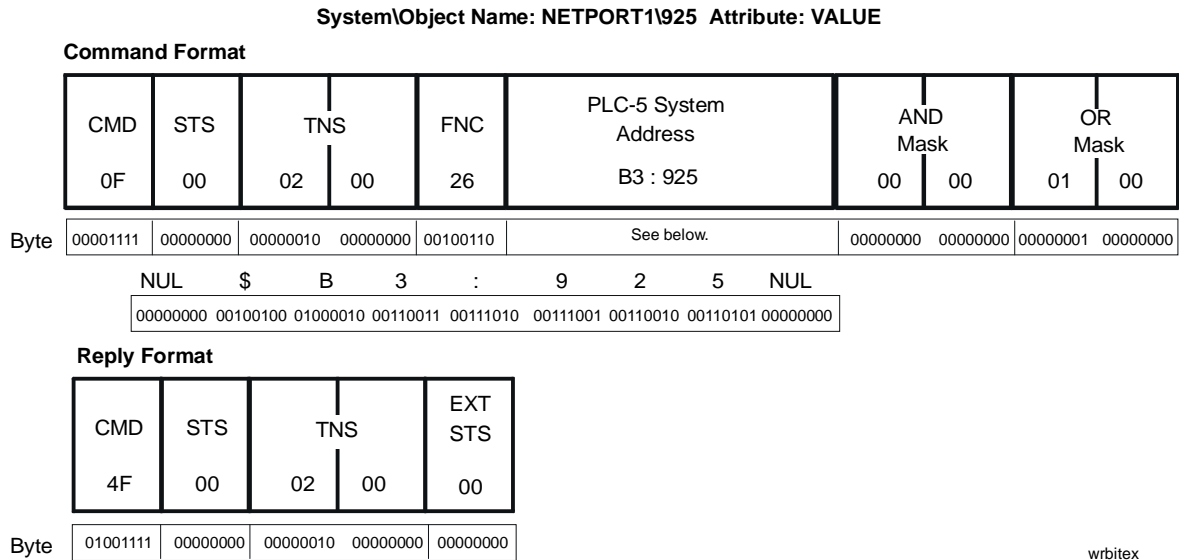 System\Object Name: NETPORT1\925 Attribute: VALUE
Command Format
CMD STS TNS FNC PLC-5 System Address AND Mask OR Mask
0F 00 02 00 26 B3 : 925 00 00 01 00
Byte 00001111 00000000 00000010 00000000 00100110 See below. 00000000 00000000 00000001 00000000
NUL $ B 3 : 9 2 5 NUL
00000000 00100100 01000010 00110011 00111010 00111001 00110010 00110101 00000000
Reply Format
CMD STS TNS EXT STS
4F 00 02 00 00
Byte 01001111 00000000 00000010 00000000 00000000
wrbitex